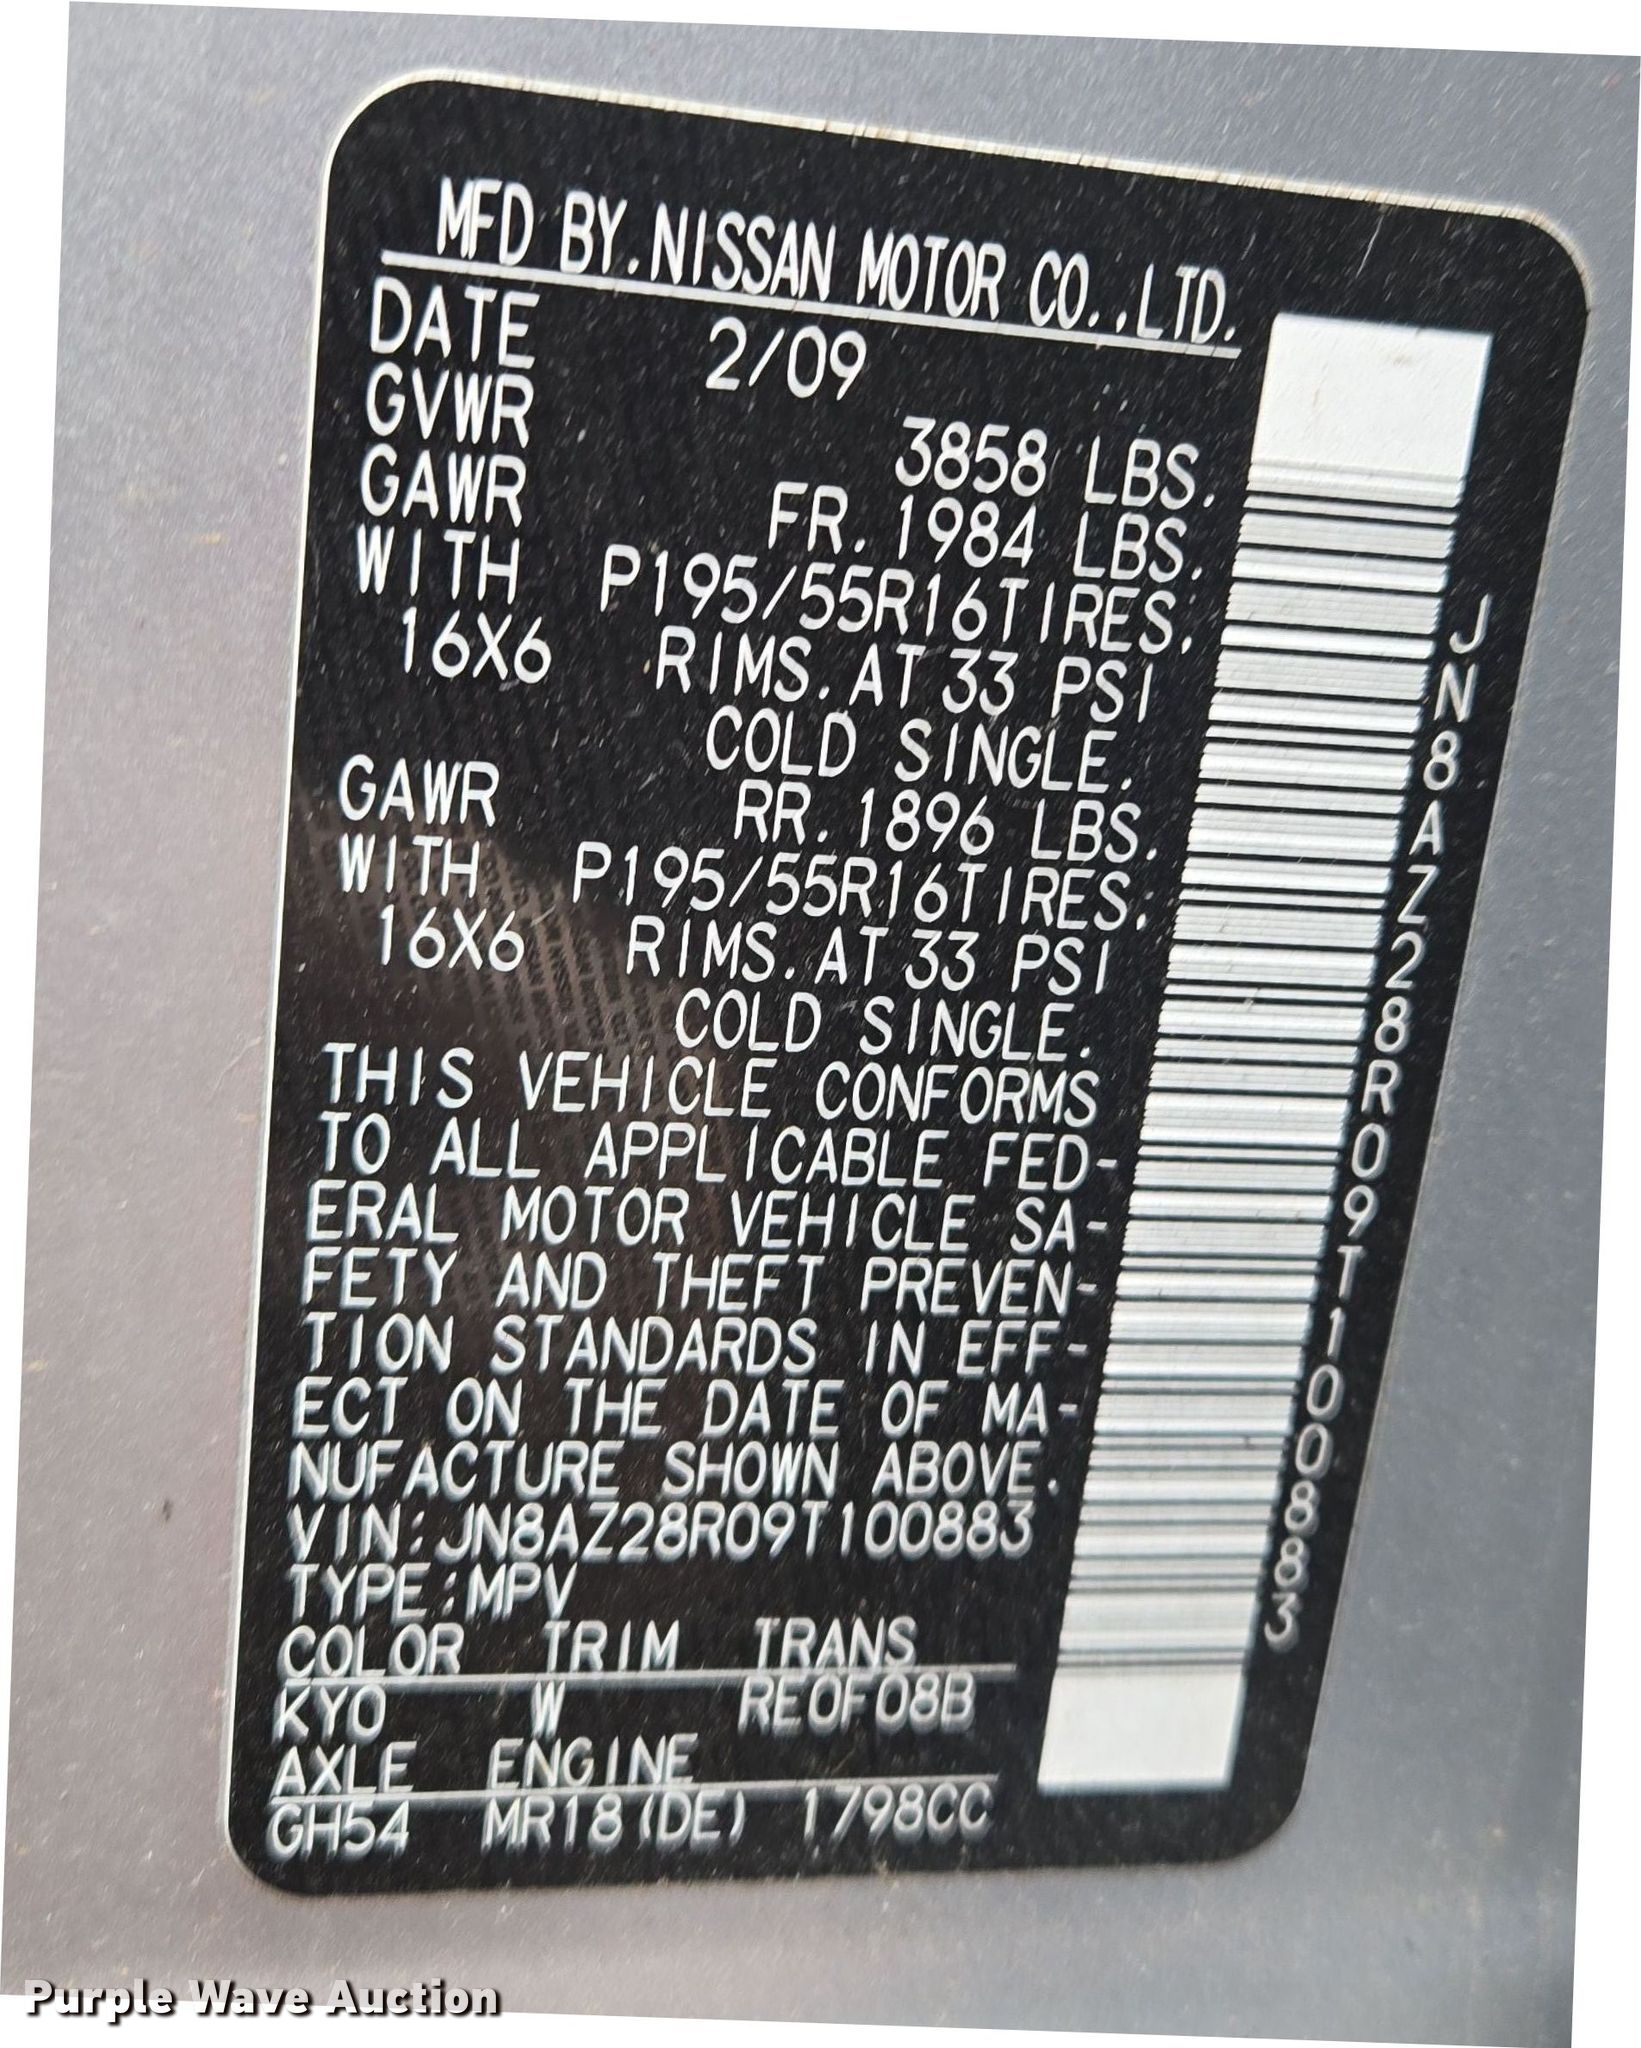 MFD BY.NISSAN MOTOR CO.,LTD.
DATE 2/09
GVWR 3858 LBS.
GAWR FR. 1984 LBS.
WITH P195/55R16TIRES.
16X6 RIMS. AT 33 PSI
COLD SINGLE.
GAWR RR. 1896 LBS.
WITH P195/55R16TIRES.
16X6 RIMS. AT 33 PSI
COLD SINGLE.
THIS VEHICLE CONFORMS
TO ALL APPLICABLE FED-
ERAL MOTOR VEHICLE SA-
FETY AND THEFT PREVEN-
TION STANDARDS IN EFF-
ECT ON THE DATE OF MA-
NUFACTURE SHOWN ABOVE.
VIN:JN8AZ28R09T100883
TYPE:MPV
COLOR TRIM TRANS
KY0 W RE0F08B
AXLE ENGINE
GH54 MR18(DE) 1798CC
JN8AZ28R09T100883
Purple Wave Auction